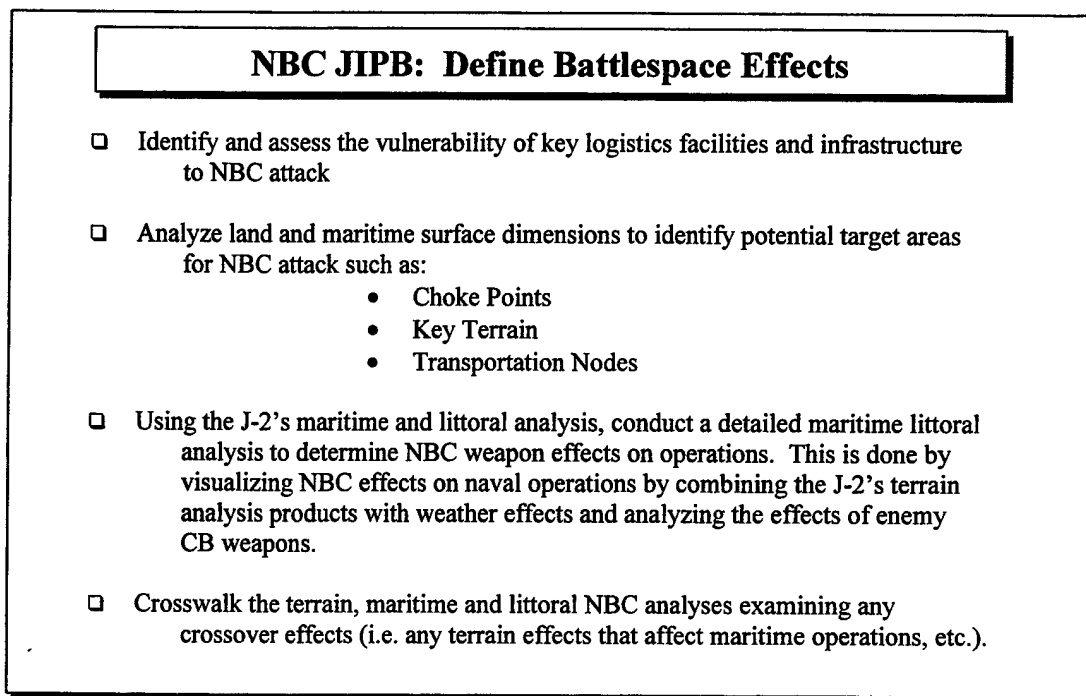 NBC JIPB: Define Battlespace Effects
❑ Identify and assess the vulnerability of key logistics facilities and infrastructure
to NBC attack
❑ Analyze land and maritime surface dimensions to identify potential target areas
for NBC attack such as:
• Choke Points
• Key Terrain
• Transportation Nodes
❑ Using the J-2’s maritime and littoral analysis, conduct a detailed maritime littoral
analysis to determine NBC weapon effects on operations. This is done by
visualizing NBC effects on naval operations by combining the J-2’s terrain
analysis products with weather effects and analyzing the effects of enemy
CB weapons.
❑ Crosswalk the terrain, maritime and littoral NBC analyses examining any
crossover effects (i.e. any terrain effects that affect maritime operations, etc.).